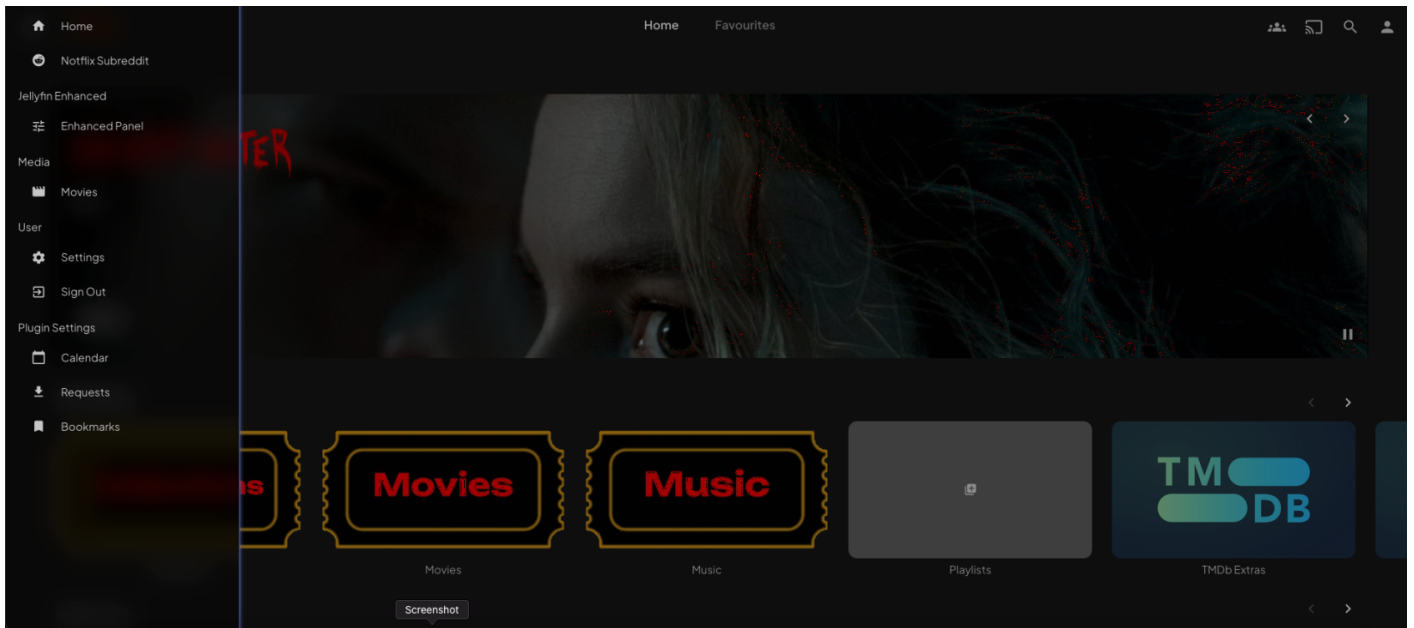 Home
Notflix Subreddit
Jellyfin Enhanced
Enhanced Panel
Media
Movies
User
Settings
Sign Out
Plugin Settings
Calendar
Requests
Bookmarks
Home
Favourites
TER
ns
Movies
Music
TM
DB
Movies
Music
Playlists
TMDb Extras
Screenshot